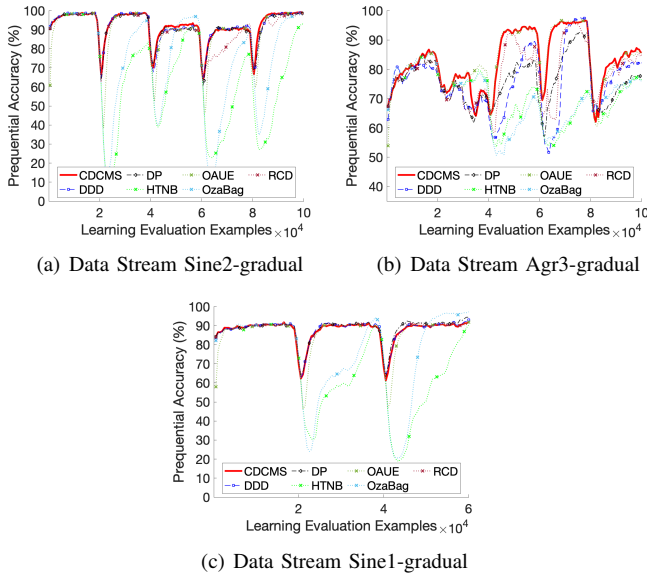 Prequential Accuracy (%)
100
90
80
70
60
50
40
30
20
10
0
CDCMS DP OAUE RCD
DDD HTNB OzaBag
2 4 6 8 10
Learning Evaluation Examples ×10^4
(a) Data Stream Sine2-gradual
Prequential Accuracy (%)
100
90
80
70
60
50
40
CDCMS DP OAUE RCD
DDD HTNB OzaBag
2 4 6 8 10
Learning Evaluation Examples ×10^4
(b) Data Stream Agr3-gradual
Prequential Accuracy (%)
100
90
80
70
60
50
40
30
20
10
0
CDCMS DP OAUE RCD
DDD HTNB OzaBag
2 4 6
Learning Evaluation Examples ×10^4
(c) Data Stream Sine1-gradual